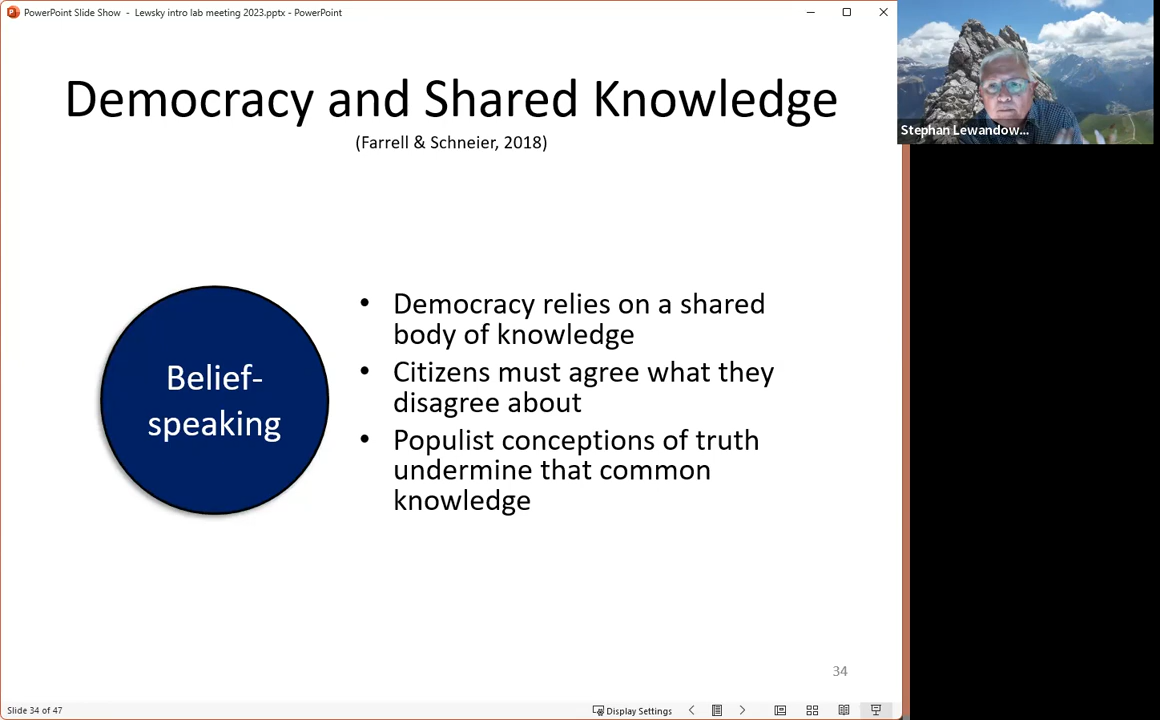 PowerPoint Slide Show - Lewsky intro lab meeting 2023.pptx - PowerPoint
Stephan Lewandow...
Democracy and Shared Knowledge
(Farrell & Schneier, 2018)
Belief-
speaking
• Democracy relies on a shared
body of knowledge
• Citizens must agree what they
disagree about
• Populist conceptions of truth
undermine that common
knowledge
34
Slide 34 of 47
Display Settings